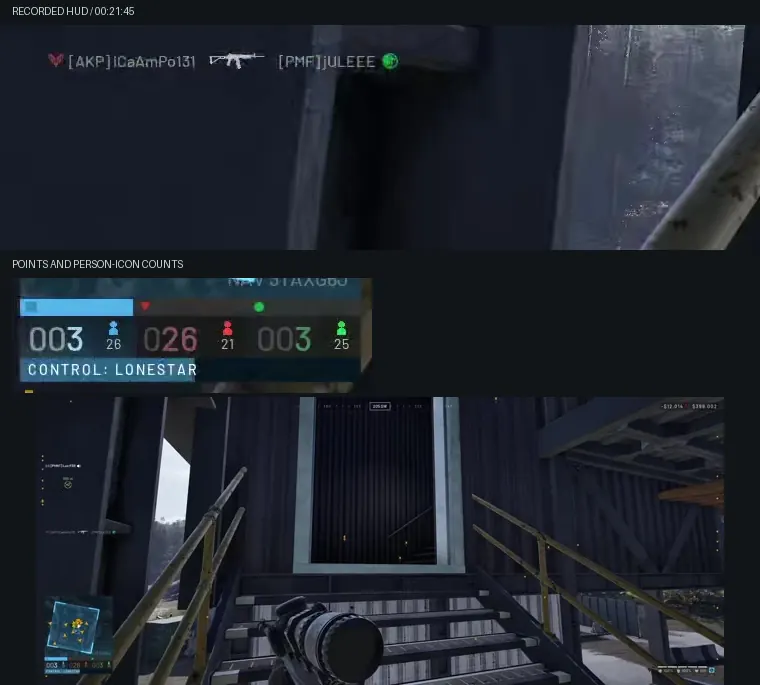 RECORDED HUD / 00:21:45
[AKP] iCaAmPo131 [PMF] jULEEE
POINTS AND PERSON-ICON COUNTS
003 26 026 21 003 25
CONTROL: LONESTAR